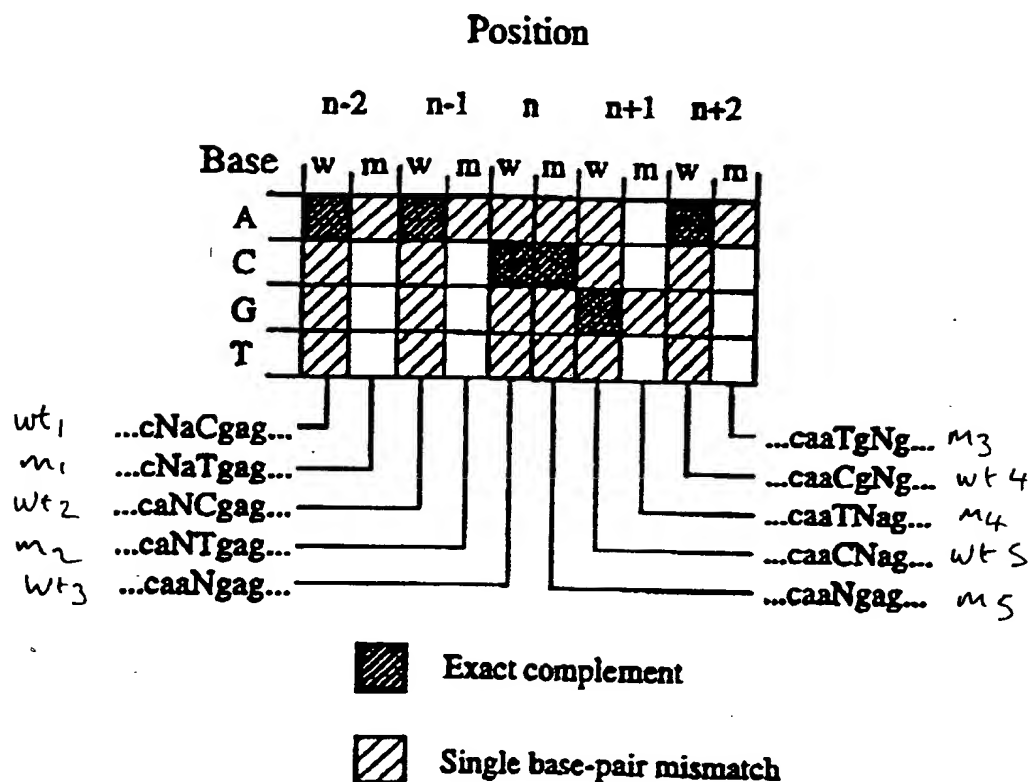 Position
n-2 n-1 n n+1 n+2
Base w m w m w m w m w m
A
C
G
T
wt1 ...cNaCgag...
m1 ...cNaTgag...
wt2 ...caNCgag...
m2 ...caNTgag...
wt3 ...caaNgag...
...caaTgNg... m3
...caaCgNg... wt4
...caaTNag... m4
...caaCNag... wt5
...caaNgag... m5
Exact complement
Single base-pair mismatch